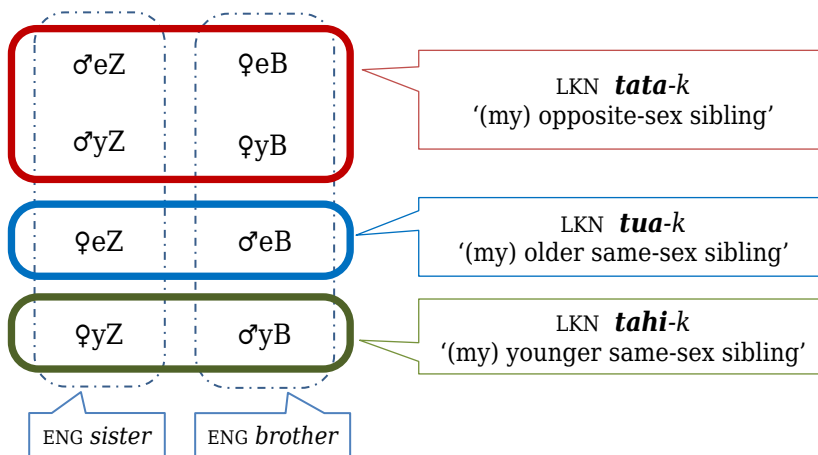 ♂eZ ♀eB
♂yZ ♀yB
LKN tata-k
‘(my) opposite-sex sibling’
♀eZ ♂eB
LKN tua-k
‘(my) older same-sex sibling’
♀yZ ♂yB
LKN tahi-k
‘(my) younger same-sex sibling’
ENG sister ENG brother